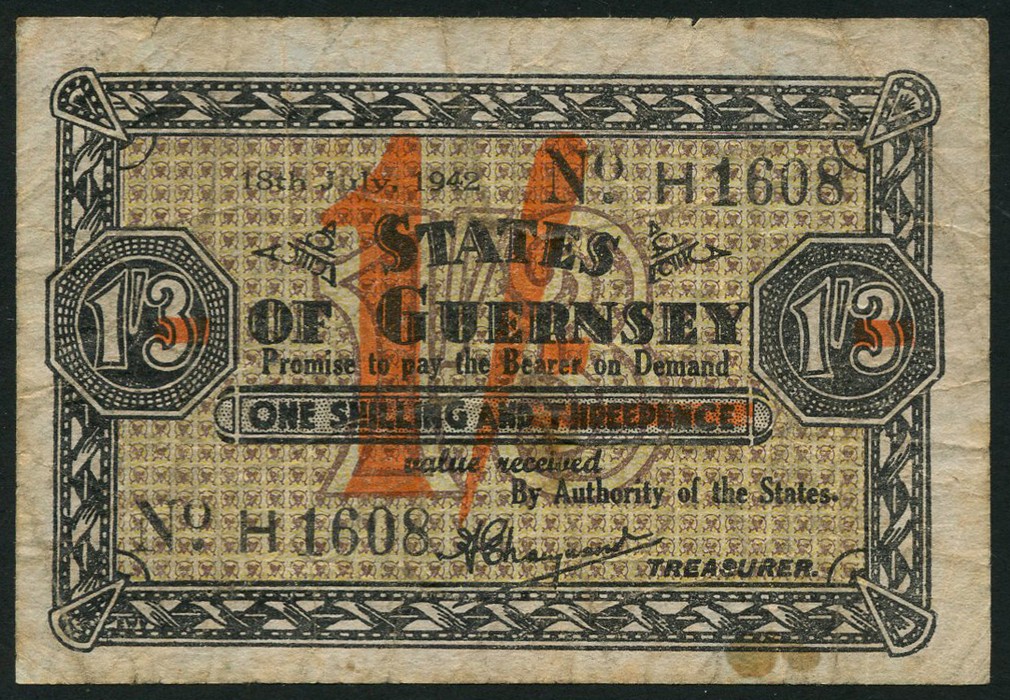 18th July, 1942
No. H 1608
1/
STATES
OF GUERNSEY
1/3
1/3
Promise to pay the Bearer on Demand
ONE SHILLING AND THREEPENCE
value received
By Authority of the States.
No. H 1608
TREASURER.